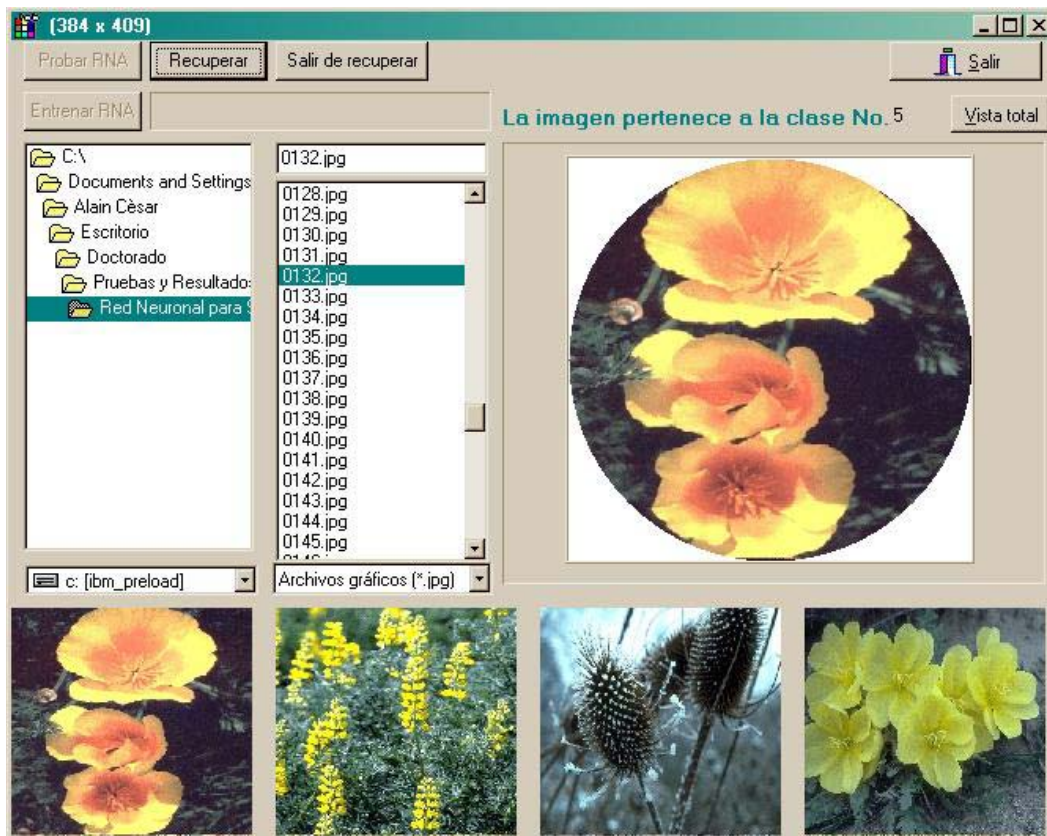 (384 x 409)
Probar RNA Recuperar Salir de recuperar Salir
Entrenar RNA La imagen pertenece a la clase No. 5 Vista total
C:\
Documents and Settings
Alain Cèsar
Escritorio
Doctorado
Pruebas y Resultado
Red Neuronal para S
0132.jpg
0128.jpg
0129.jpg
0130.jpg
0131.jpg
0132.jpg
0133.jpg
0134.jpg
0135.jpg
0136.jpg
0137.jpg
0138.jpg
0139.jpg
0140.jpg
0141.jpg
0142.jpg
0143.jpg
0144.jpg
0145.jpg
c: [ibm_preload] Archivos gráficos (*.jpg)